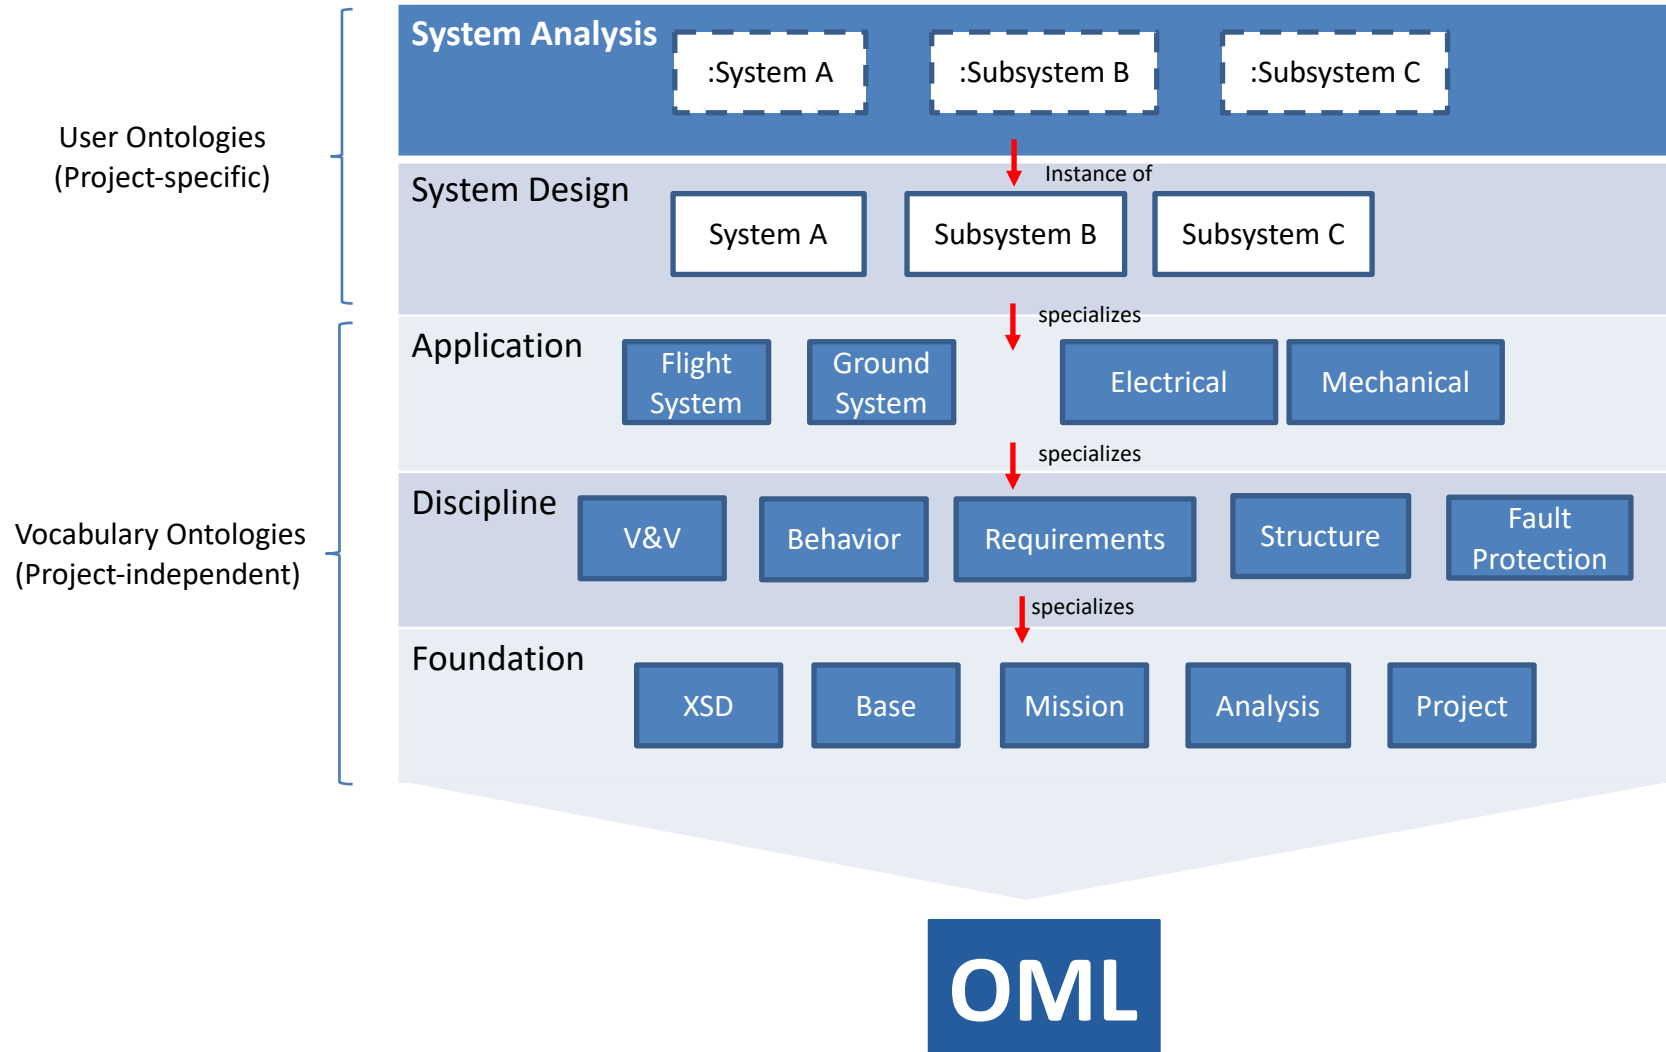 System Analysis
:System A
:Subsystem B
:Subsystem C
User Ontologies
(Project-specific)
Instance of
System Design
System A
Subsystem B
Subsystem C
specializes
Application
Flight
System
Ground
System
Electrical
Mechanical
specializes
Discipline
V&V
Behavior
Requirements
Structure
Fault
Protection
Vocabulary Ontologies
(Project-independent)
specializes
Foundation
XSD
Base
Mission
Analysis
Project
OML